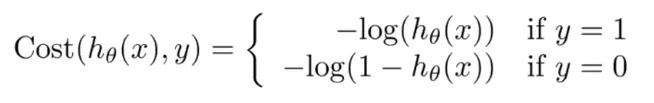 Cost(hθ(x), y) = { −log(hθ(x)) if y = 1
−log(1 − hθ(x)) if y = 0